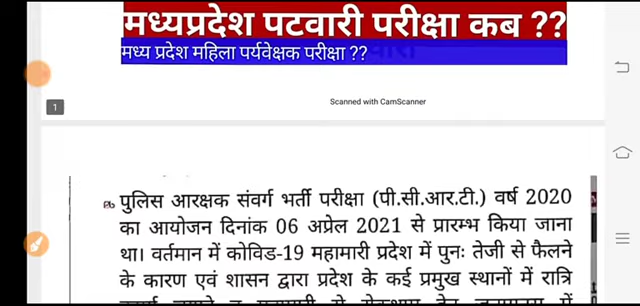 मध्यप्रदेश पटवारी परीक्षा कब ??
मध्य प्रदेश महिला पर्यवेक्षक परीक्षा ??
1
Scanned with CamScanner
पुलिस आरक्षक संवर्ग भर्ती परीक्षा (पी.सी.आर.टी.) वर्ष 2020
का आयोजन दिनांक 06 अप्रेल 2021 से प्रारम्भ किया जाना
था। वर्तमान में कोविड-19 महामारी प्रदेश में पुनः तेजी से फैलने
के कारण एवं शासन द्वारा प्रदेश के कई प्रमुख स्थानों में रात्रि